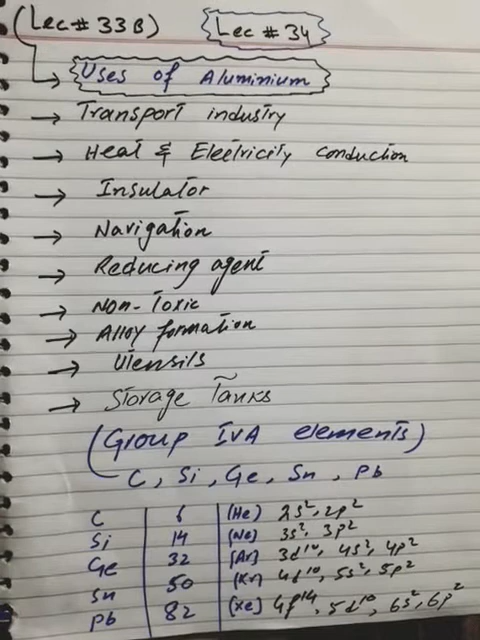 (Lec # 33B) Lec # 34
→ Uses of Aluminium
→ Transport industry
→ Heat & Electricity conduction
→ Insulator
→ Navigation
→ Reducing agent
→ Non-Toxic
→ Alloy formation
→ Utensils
→ Storage Tanks
(Group IVA elements)
C, Si, Ge, Sn, Pb
C 6 (He) 2s², 2p²
Si 14 (Ne) 3s², 3p²
Ge 32 (Ar) 3d¹⁰, 4s², 4p²
Sn 50 (Kr) 4d¹⁰, 5s², 5p²
Pb 82 (Xe) 4f¹⁴, 5d¹⁰, 6s², 6p²